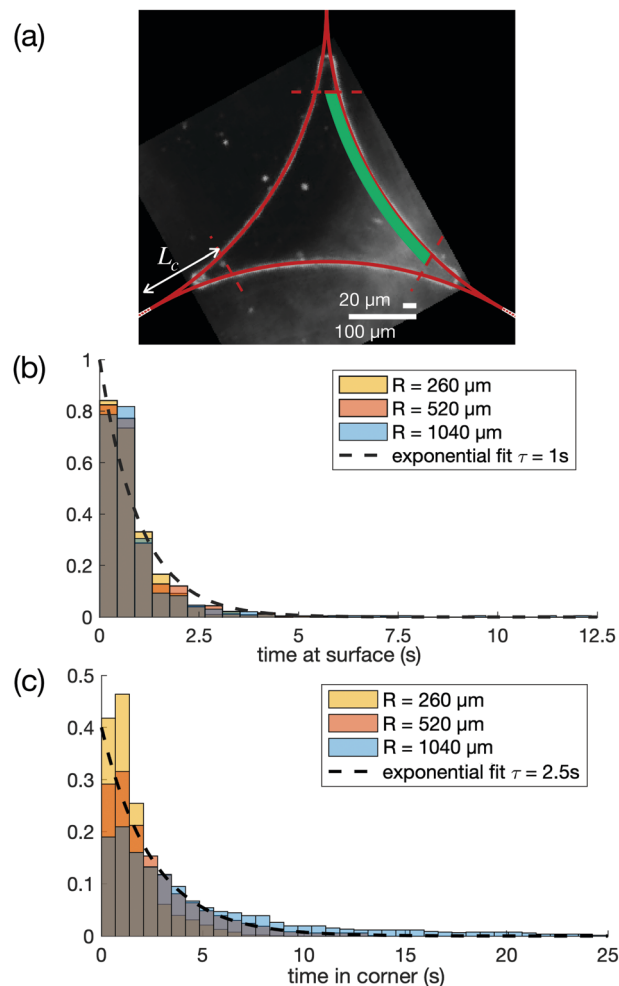 (a)
L_c
20 μm
100 μm
(b)
1
0.8
0.6
0.4
0.2
0
R = 260 μm
R = 520 μm
R = 1040 μm
exponential fit τ = 1s
0 2.5 5 7.5 10 12.5
time at surface (s)
(c)
0.5
0.4
0.3
0.2
0.1
0
R = 260 μm
R = 520 μm
R = 1040 μm
exponential fit τ = 2.5s
0 5 10 15 20 25
time in corner (s)